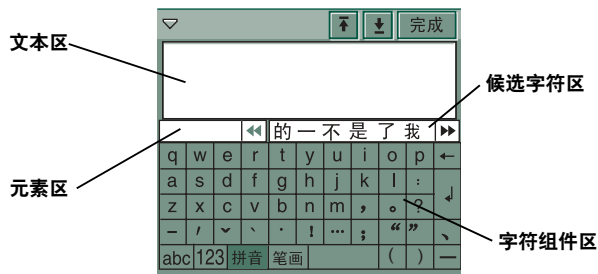 完成
文本区
候选字符区
的一不是了我
元素区
q w e r t y u i o p ←
a s d f g h j k l :
z x c v b n m , 。 ?
字符组件区
– ˊ ˇ ˋ · ! … ; “ ” 、
abc 123 拼音 笔画 ( ) —